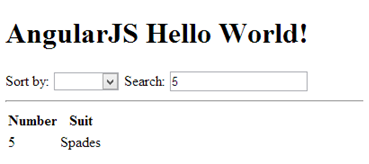 AngularJS Hello World!
Sort by: Search: 5
Number Suit
5 Spades